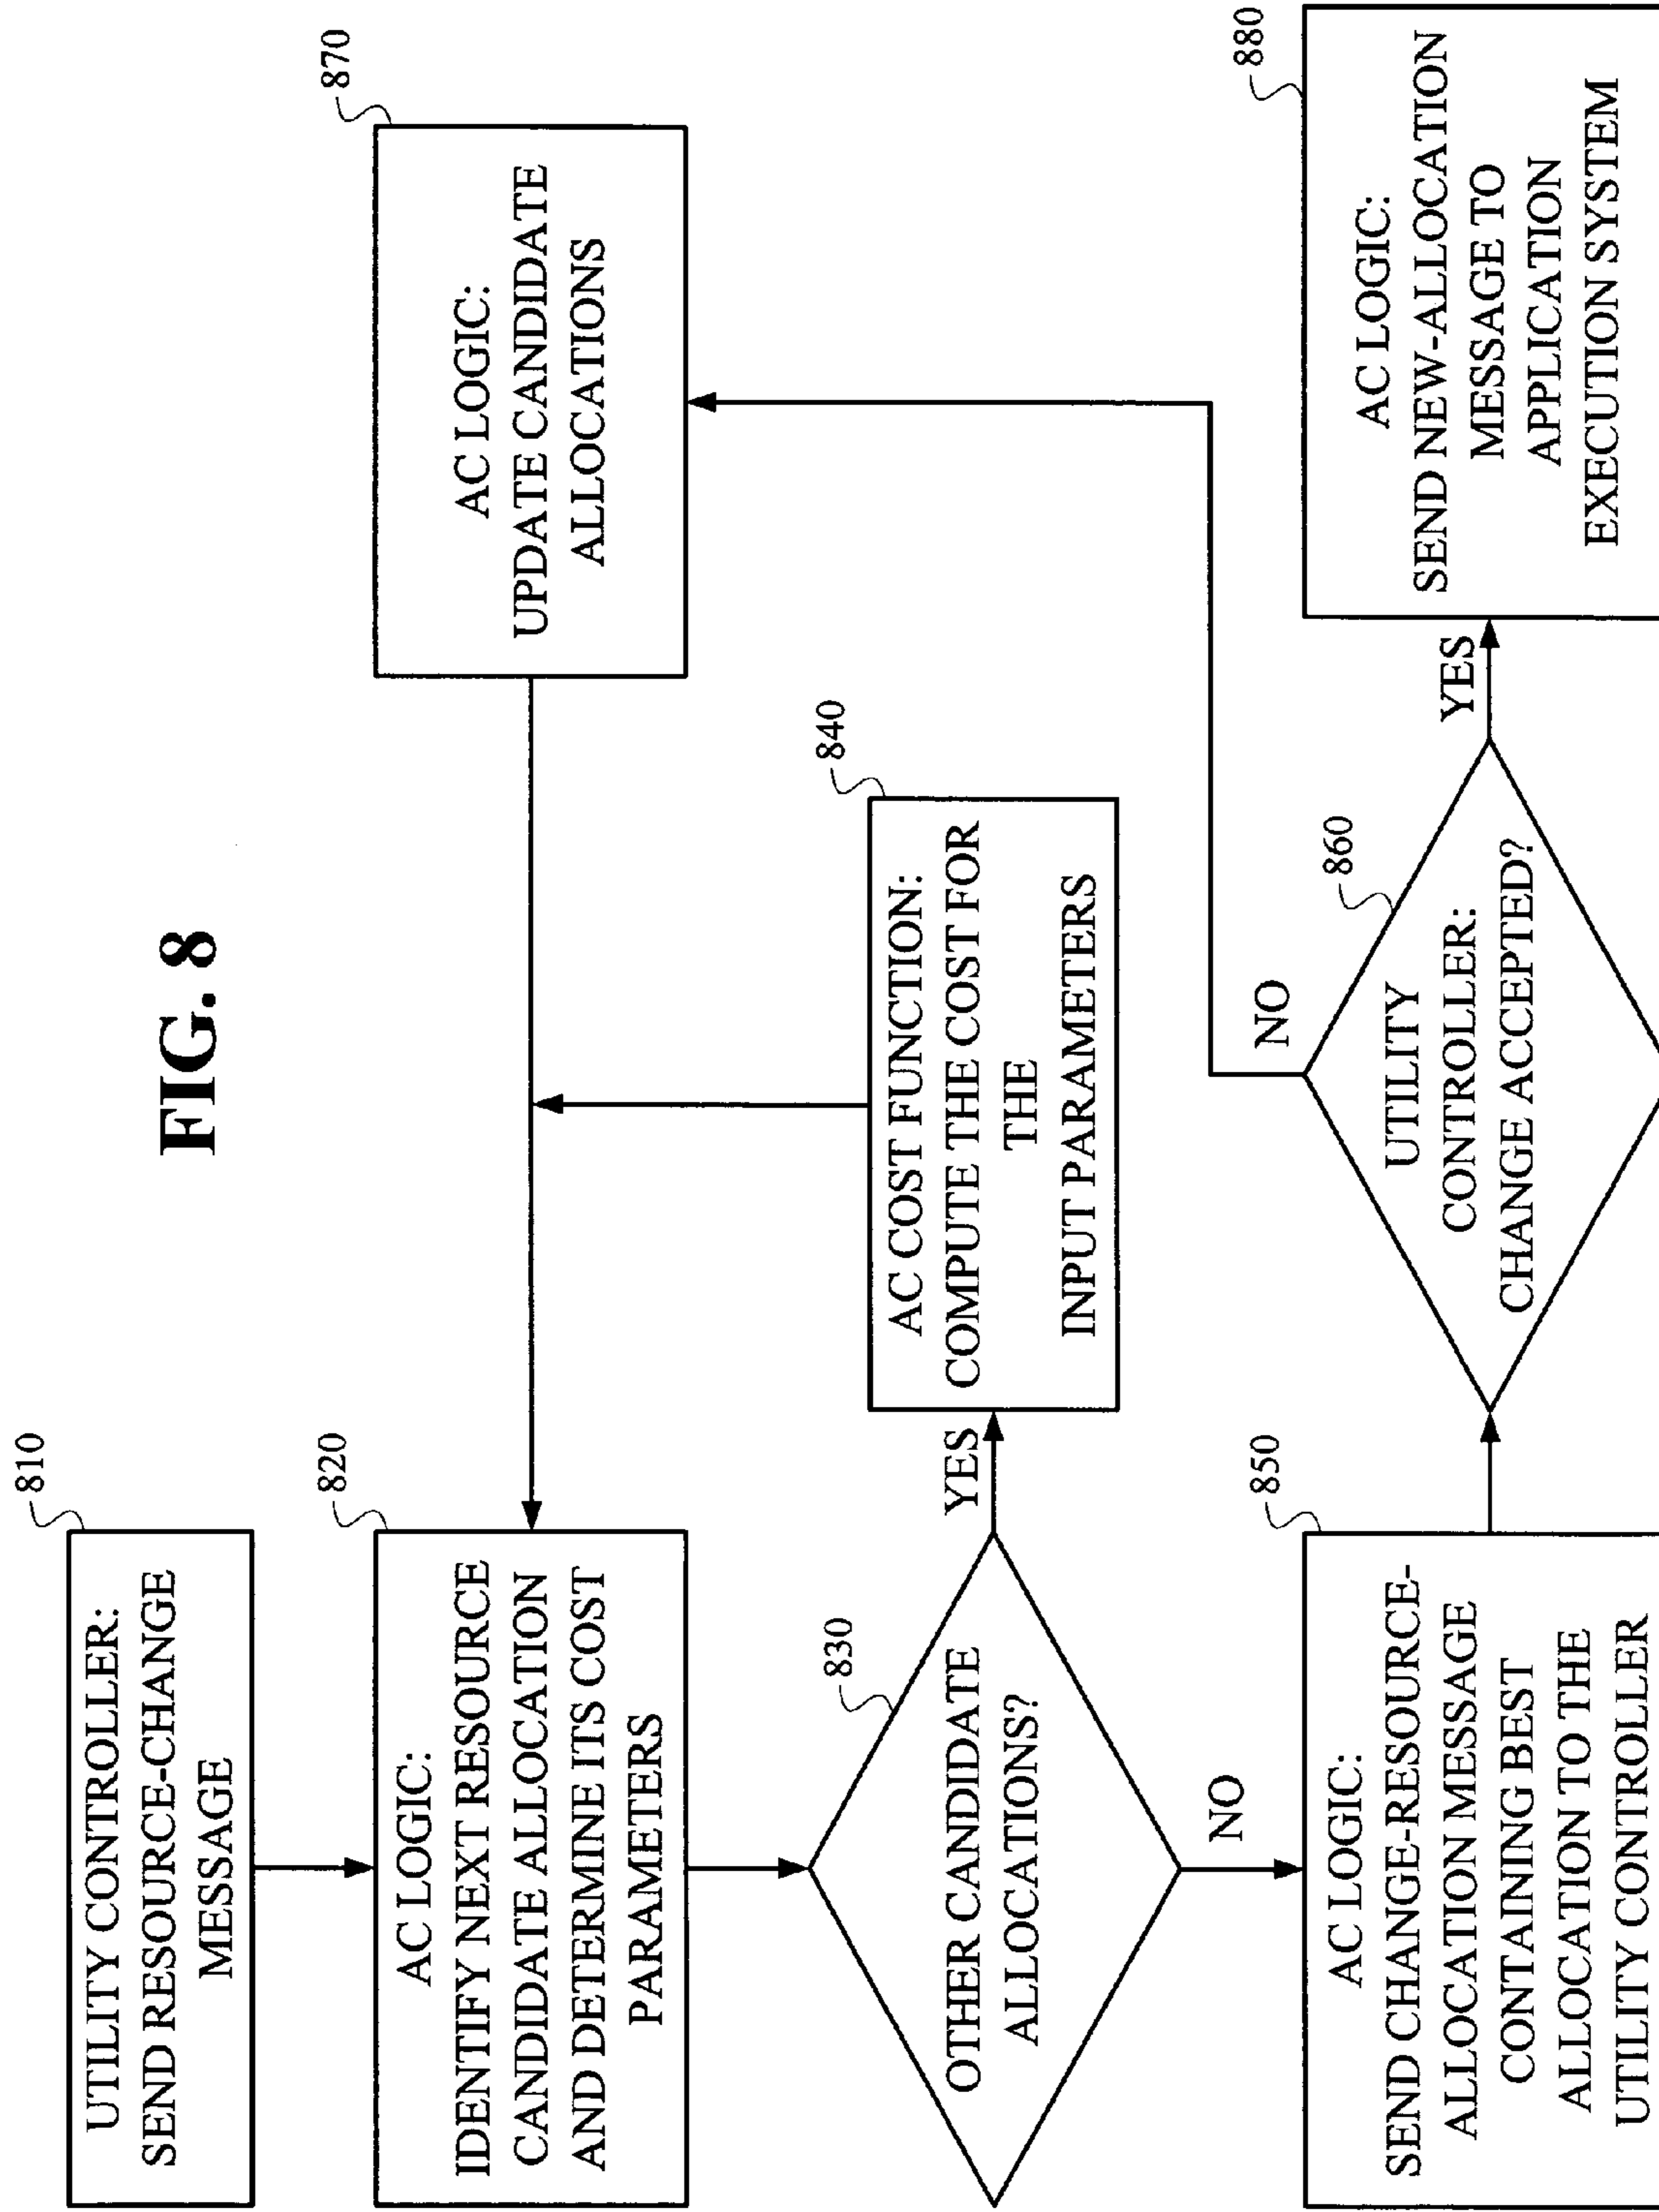 FIG. 8
810
UTILITY CONTROLLER:
SEND RESOURCE-CHANGE
MESSAGE
820
AC LOGIC:
IDENTIFY NEXT RESOURCE
CANDIDATE ALLOCATION
AND DETERMINE ITS COST
PARAMETERS
870
AC LOGIC:
UPDATE CANDIDATE
ALLOCATIONS
830
OTHER CANDIDATE
ALLOCATIONS?
YES
840
AC COST FUNCTION:
COMPUTE THE COST FOR
THE
INPUT PARAMETERS
NO
850
AC LOGIC:
SEND CHANGE-RESOURCE-
ALLOCATION MESSAGE
CONTAINING BEST
ALLOCATION TO THE
UTILITY CONTROLLER
860
UTILITY
CONTROLLER:
CHANGE ACCEPTED?
NO
YES
880
AC LOGIC:
SEND NEW-ALLOCATION
MESSAGE TO
APPLICATION
EXECUTION SYSTEM